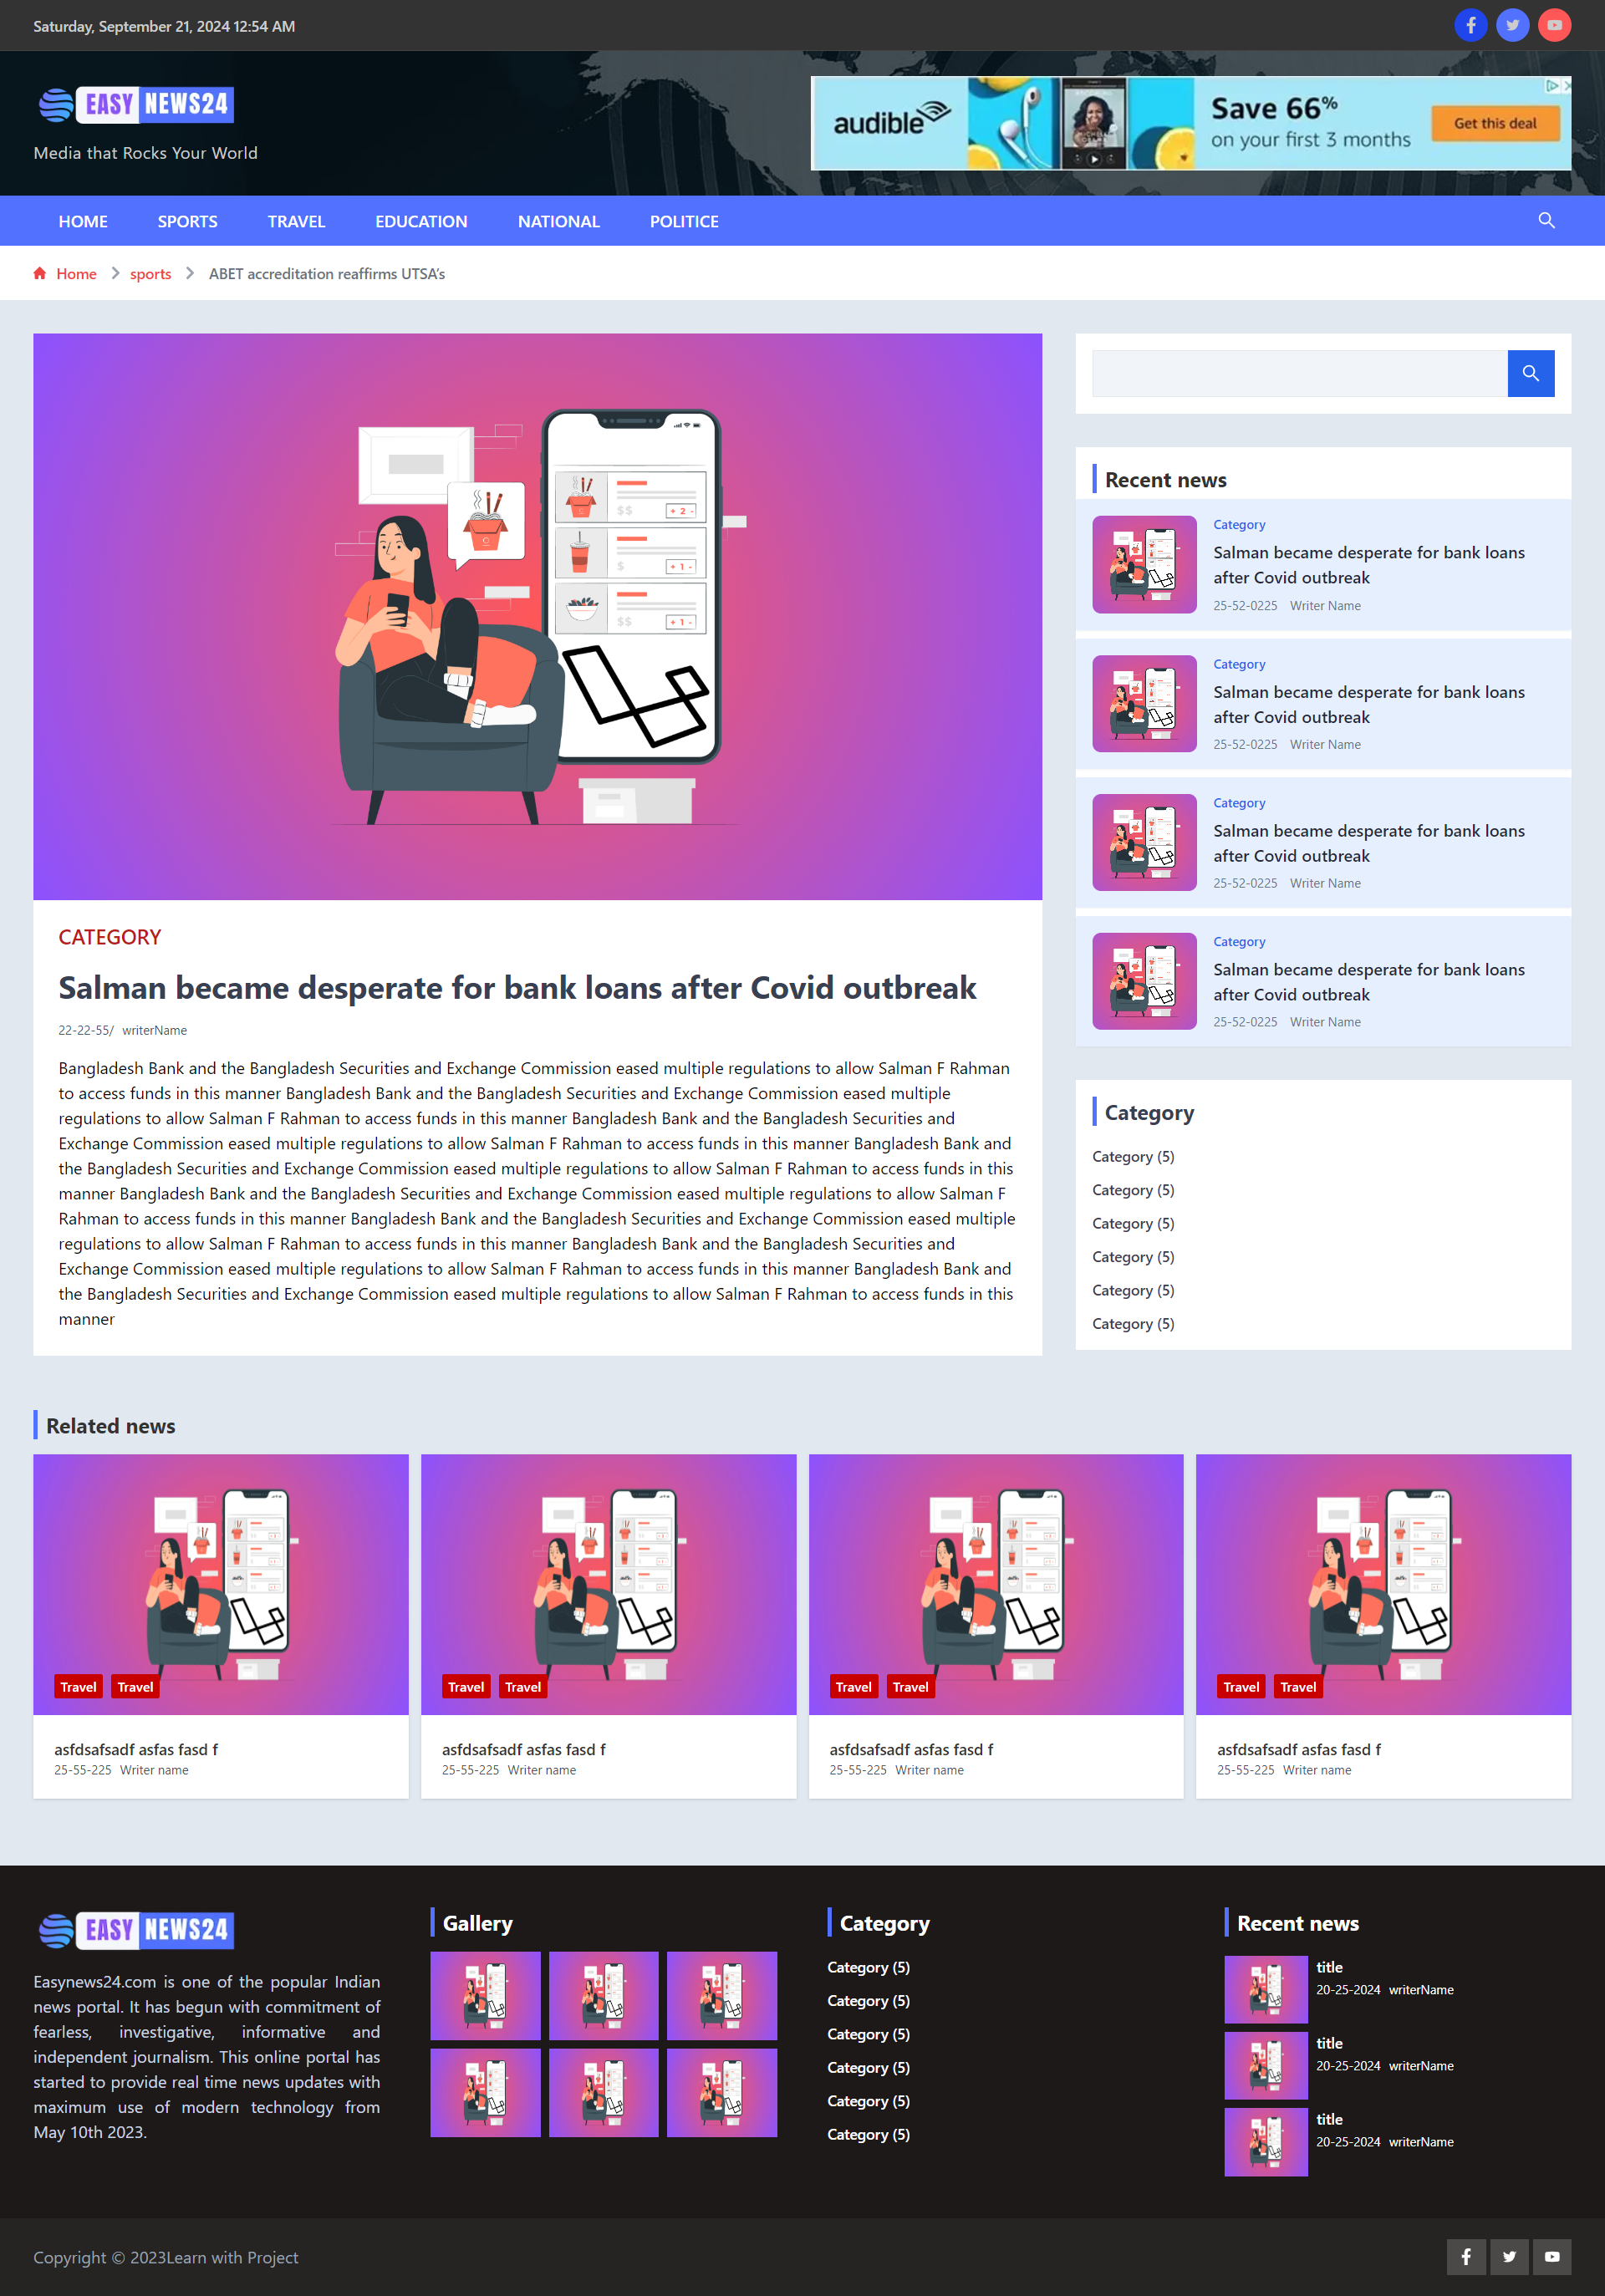 Saturday, September 21, 2024 12:54 AM
EASY NEWS24
Media that Rocks Your World
audible
Save 66%
on your first 3 months
Get this deal
HOME
SPORTS
TRAVEL
EDUCATION
NATIONAL
POLITICE
Home
sports
ABET accreditation reaffirms UTSA’s
$$
+ 2 -
$
+ 1 -
$$
+ 1 -
CATEGORY
Salman became desperate for bank loans after Covid outbreak
22-22-55/ writerName
Bangladesh Bank and the Bangladesh Securities and Exchange Commission eased multiple regulations to allow Salman F Rahman
to access funds in this manner Bangladesh Bank and the Bangladesh Securities and Exchange Commission eased multiple
regulations to allow Salman F Rahman to access funds in this manner Bangladesh Bank and the Bangladesh Securities and
Exchange Commission eased multiple regulations to allow Salman F Rahman to access funds in this manner Bangladesh Bank and
the Bangladesh Securities and Exchange Commission eased multiple regulations to allow Salman F Rahman to access funds in this
manner Bangladesh Bank and the Bangladesh Securities and Exchange Commission eased multiple regulations to allow Salman F
Rahman to access funds in this manner Bangladesh Bank and the Bangladesh Securities and Exchange Commission eased multiple
regulations to allow Salman F Rahman to access funds in this manner Bangladesh Bank and the Bangladesh Securities and
Exchange Commission eased multiple regulations to allow Salman F Rahman to access funds in this manner Bangladesh Bank and
the Bangladesh Securities and Exchange Commission eased multiple regulations to allow Salman F Rahman to access funds in this
manner
Recent news
Category
Salman became desperate for bank loans
after Covid outbreak
25-52-0225 Writer Name
Category
Salman became desperate for bank loans
after Covid outbreak
25-52-0225 Writer Name
Category
Salman became desperate for bank loans
after Covid outbreak
25-52-0225 Writer Name
Category
Salman became desperate for bank loans
after Covid outbreak
25-52-0225 Writer Name
Category
Category (5)
Category (5)
Category (5)
Category (5)
Category (5)
Category (5)
Related news
Travel Travel
asfdsafsadf asfas fasd f
25-55-225 Writer name
Travel Travel
asfdsafsadf asfas fasd f
25-55-225 Writer name
Travel Travel
asfdsafsadf asfas fasd f
25-55-225 Writer name
Travel Travel
asfdsafsadf asfas fasd f
25-55-225 Writer name
EASY NEWS24
Easynews24.com is one of the popular Indian
news portal. It has begun with commitment of
fearless, investigative, informative and
independent journalism. This online portal has
started to provide real time news updates with
maximum use of modern technology from
May 10th 2023.
Gallery
Category
Category (5)
Category (5)
Category (5)
Category (5)
Category (5)
Category (5)
Recent news
title
20-25-2024 writerName
title
20-25-2024 writerName
title
20-25-2024 writerName
Copyright © 2023Learn with Project